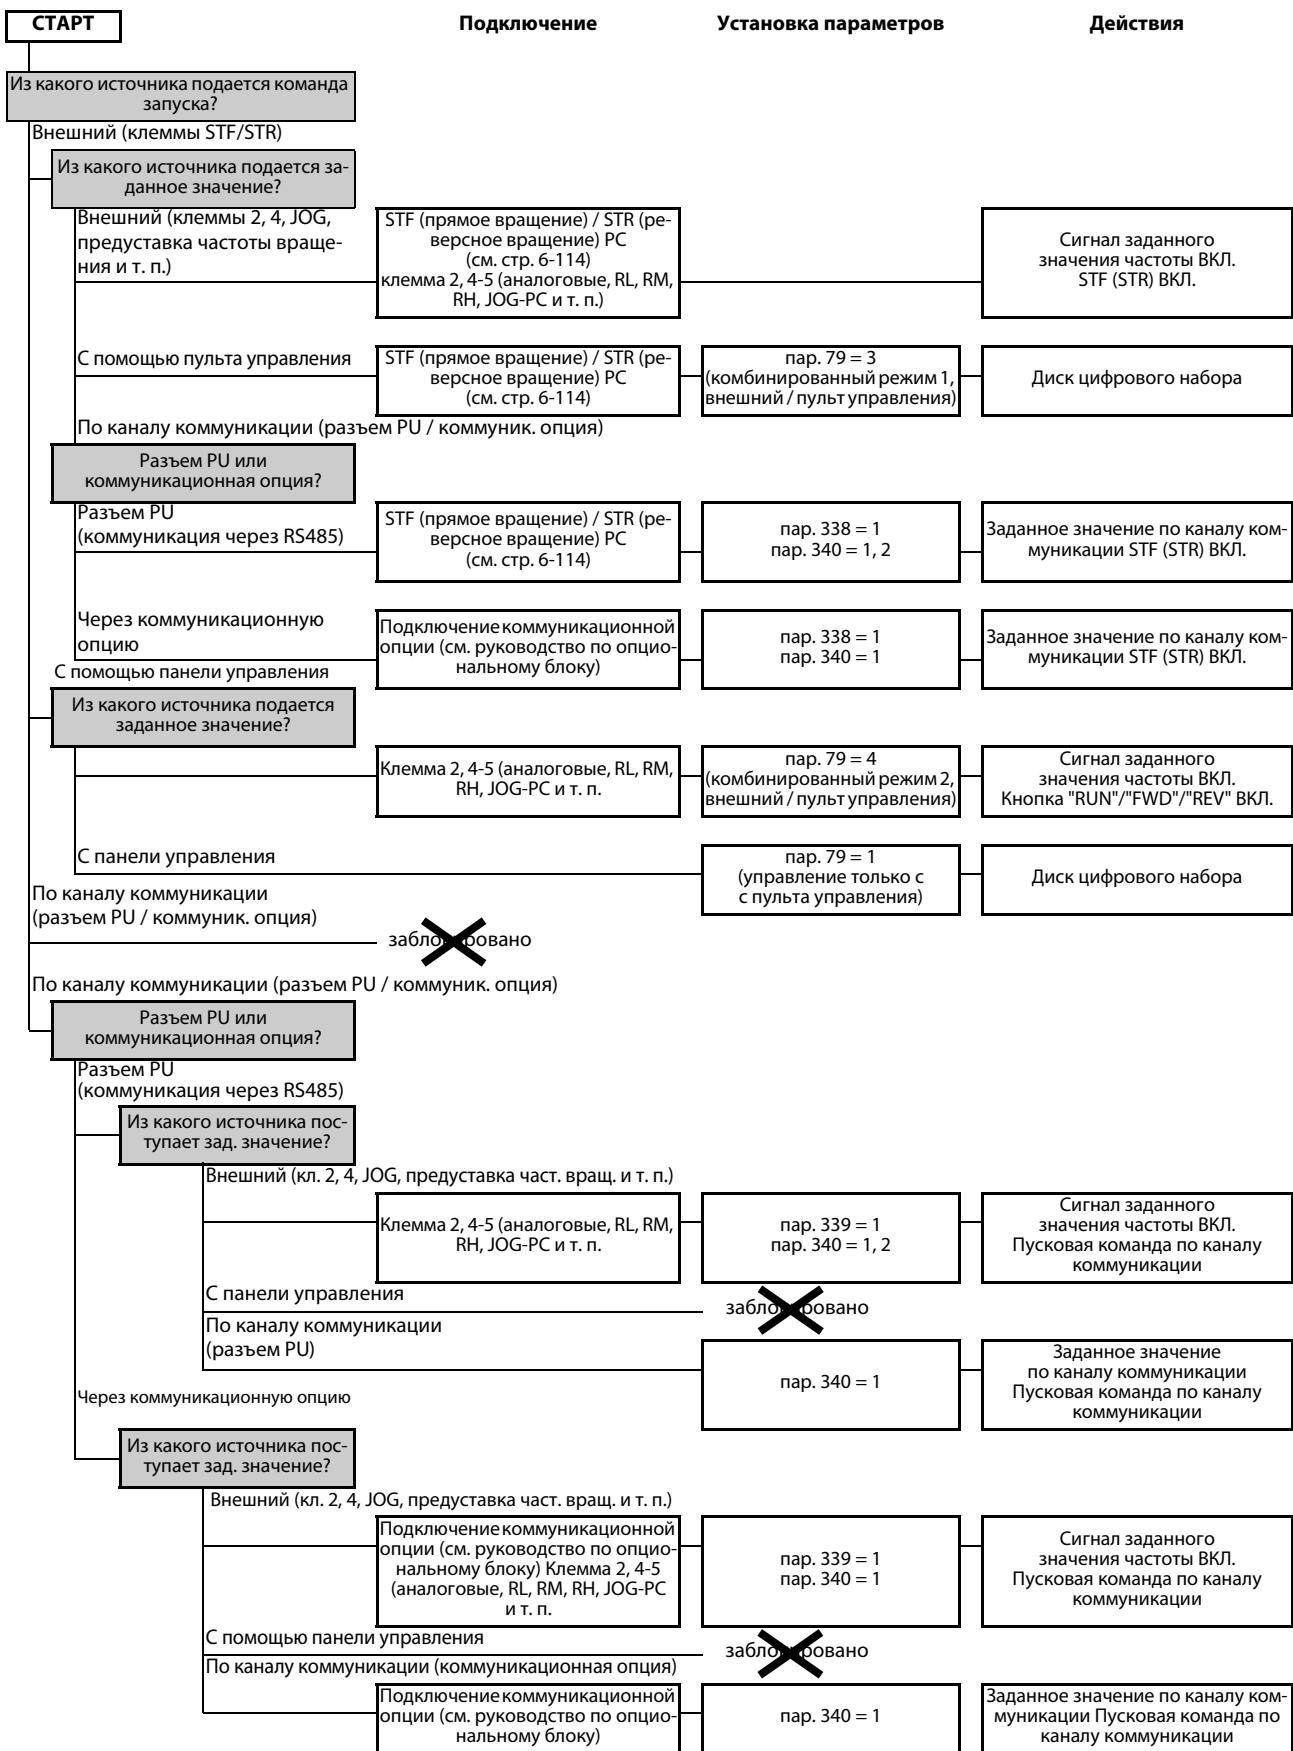 СТАРТ
Подключение
Установка параметров
Действия
Из какого источника подается команда
запуска?
Внешний (клеммы STF/STR)
Из какого источника подается за-
данное значение?
Внешний (клеммы 2, 4, JOG,
предуставка частоты враще-
ния и т. п.)
STF (прямое вращение) / STR (ре-
версное вращение) PC
(см. стр. 6-114)
клемма 2, 4-5 (аналоговые, RL, RM,
RH, JOG-PC и т. п.)
Сигнал заданного
значения частоты ВКЛ.
STF (STR) ВКЛ.
С помощью пульта управления
STF (прямое вращение) / STR (ре-
версное вращение) PC
(см. стр. 6-114)
пар. 79 = 3
(комбинированный режим 1,
внешний / пульт управления)
Диск цифрового набора
По каналу коммуникации (разъем PU / коммуник. опция)
Разъем PU или
коммуникационная опция?
Разъем PU
(коммуникация через RS485)
STF (прямое вращение) / STR (ре-
версное вращение) PC
(см. стр. 6-114)
пар. 338 = 1
пар. 340 = 1, 2
Заданное значение по каналу ком-
муникации STF (STR) ВКЛ.
Через коммуникационную
опцию
Подключение коммуникационной
опции (см. руководство по опцио-
нальному блоку)
пар. 338 = 1
пар. 340 = 1
Заданное значение по каналу ком-
муникации STF (STR) ВКЛ.
С помощью панели управления
Из какого источника подается
заданное значение?
Клемма 2, 4-5 (аналоговые, RL, RM,
RH, JOG-PC и т. п.
пар. 79 = 4
(комбинированный режим 2,
внешний / пульт управления)
Сигнал заданного
значения частоты ВКЛ.
Кнопка "RUN"/"FWD"/"REV" ВКЛ.
С панели управления
пар. 79 = 1
(управление только с
с пульта управления)
Диск цифрового набора
По каналу коммуникации
(разъем PU / коммуник. опция)
заблокировано
По каналу коммуникации (разъем PU / коммуник. опция)
Разъем PU или
коммуникационная опция?
Разъем PU
(коммуникация через RS485)
Из какого источника пос-
тупает зад. значение?
Внешний (кл. 2, 4, JOG, предуставка част. вращ. и т. п.)
Клемма 2, 4-5 (аналоговые, RL, RM,
RH, JOG-PC и т. п.
пар. 339 = 1
пар. 340 = 1, 2
Сигнал заданного
значения частоты ВКЛ.
Пусковая команда по каналу
коммуникации
С панели управления
заблокировано
По каналу коммуникации
(разъем PU)
пар. 340 = 1
Заданное значение
по каналу коммуникации
Пусковая команда по каналу
коммуникации
Через коммуникационную опцию
Из какого источника пос-
тупает зад. значение?
Внешний (кл. 2, 4, JOG, предуставка част. вращ. и т. п.)
Подключение коммуникационной
опции (см. руководство по опцио-
нальному блоку) Клемма 2, 4-5
(аналоговые, RL, RM, RH, JOG-PC
и т. п.
пар. 339 = 1
пар. 340 = 1
Сигнал заданного
значения частоты ВКЛ.
Пусковая команда по каналу
коммуникации
С помощью панели управления
заблокировано
По каналу коммуникации (коммуникационная опция)
Подключение коммуникационной
опции (см. руководство по опцио-
нальному блоку)
пар. 340 = 1
Заданное значение по каналу ком-
муникации Пусковая команда по
каналу коммуникации